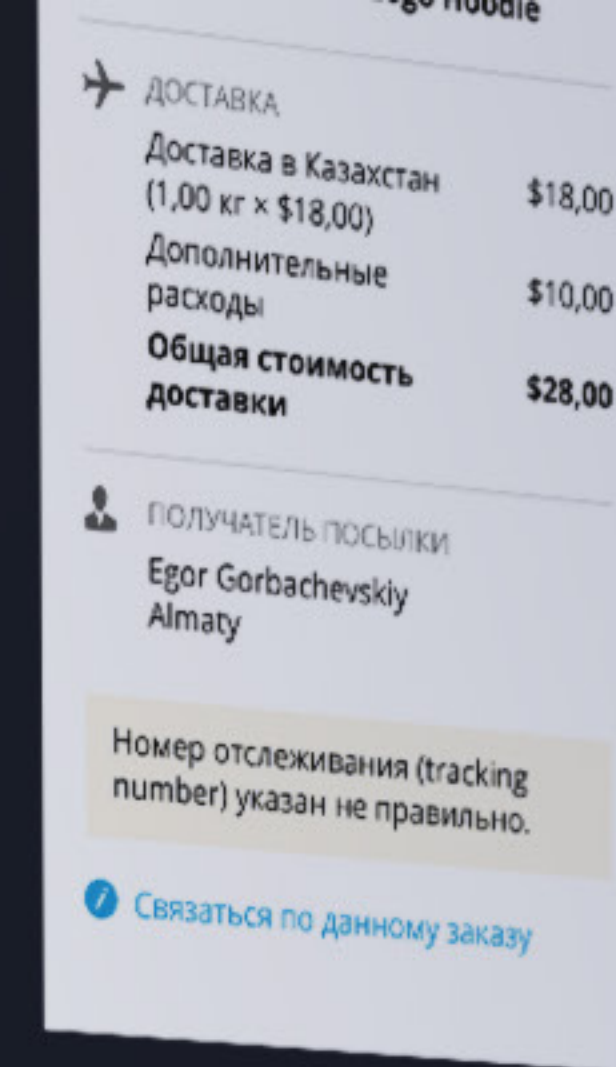 Hoodie
ДОСТАВКА
Доставка в Казахстан
(1,00 кг × $18,00) $18,00
Дополнительные
расходы $10,00
Общая стоимость
доставки $28,00
ПОЛУЧАТЕЛЬ ПОСЫЛКИ
Egor Gorbachevskiy
Almaty
Номер отслеживания (tracking
number) указан не правильно.
Связаться по данному заказу